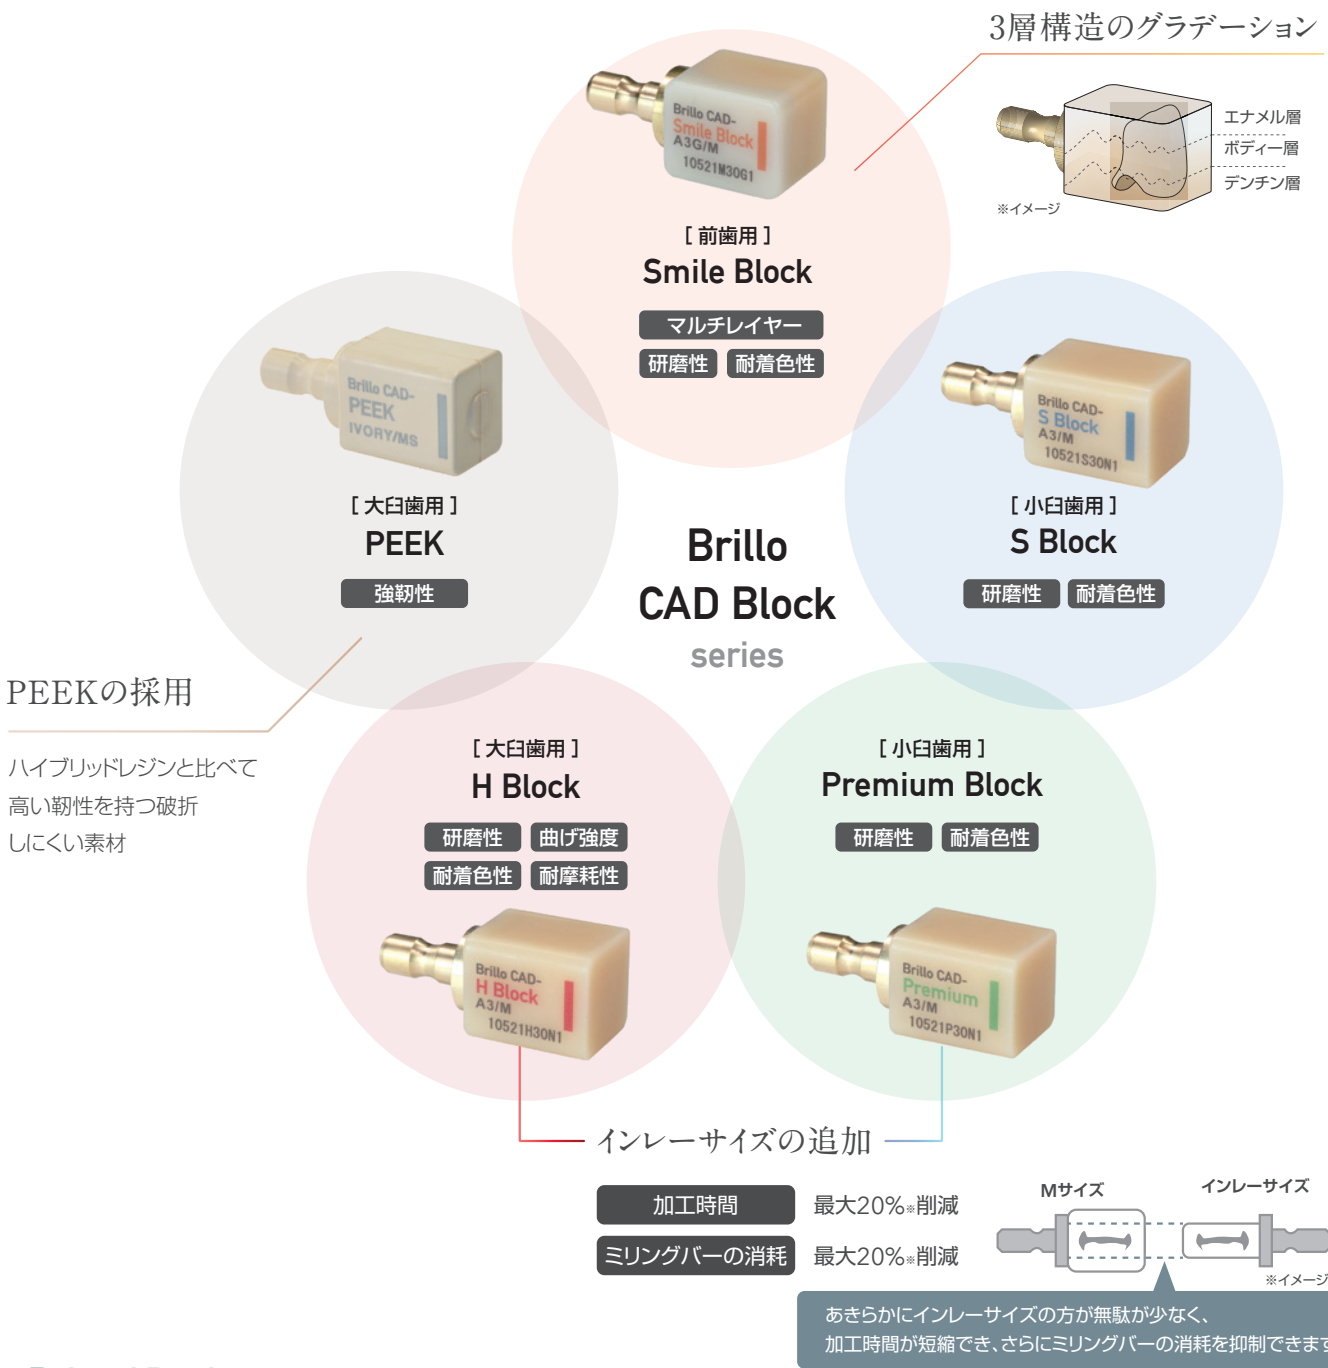 3層構造のグラデーション
エナメル層
ボディー層
デンチン層
※イメージ
Brillo CAD-
Smile Block
A3G/M
10521M30G1
[ 前歯用 ]
Smile Block
マルチレイヤー
研磨性 耐着色性
Brillo CAD-
PEEK
IVORY/MS
[ 大臼歯用 ]
PEEK
強靭性
Brillo CAD-
S Block
A3/M
10521S30N1
[ 小臼歯用 ]
S Block
研磨性 耐着色性
Brillo
CAD Block
series
PEEKの採用
ハイブリッドレジンと比べて
高い靭性を持つ破折
しにくい素材
[ 大臼歯用 ]
H Block
研磨性 曲げ強度
耐着色性 耐摩耗性
Brillo CAD-
H Block
A3/M
10521H30N1
[ 小臼歯用 ]
Premium Block
研磨性 耐着色性
Brillo CAD-
Premium
A3/M
10521P30N1
インレーサイズの追加
加工時間 最大20%※削減
ミリングバーの消耗 最大20%※削減
Mサイズ インレーサイズ
※イメージ
あきらかにインレーサイズの方が無駄が少なく、
加工時間が短縮でき、さらにミリングバーの消耗を抑制できます